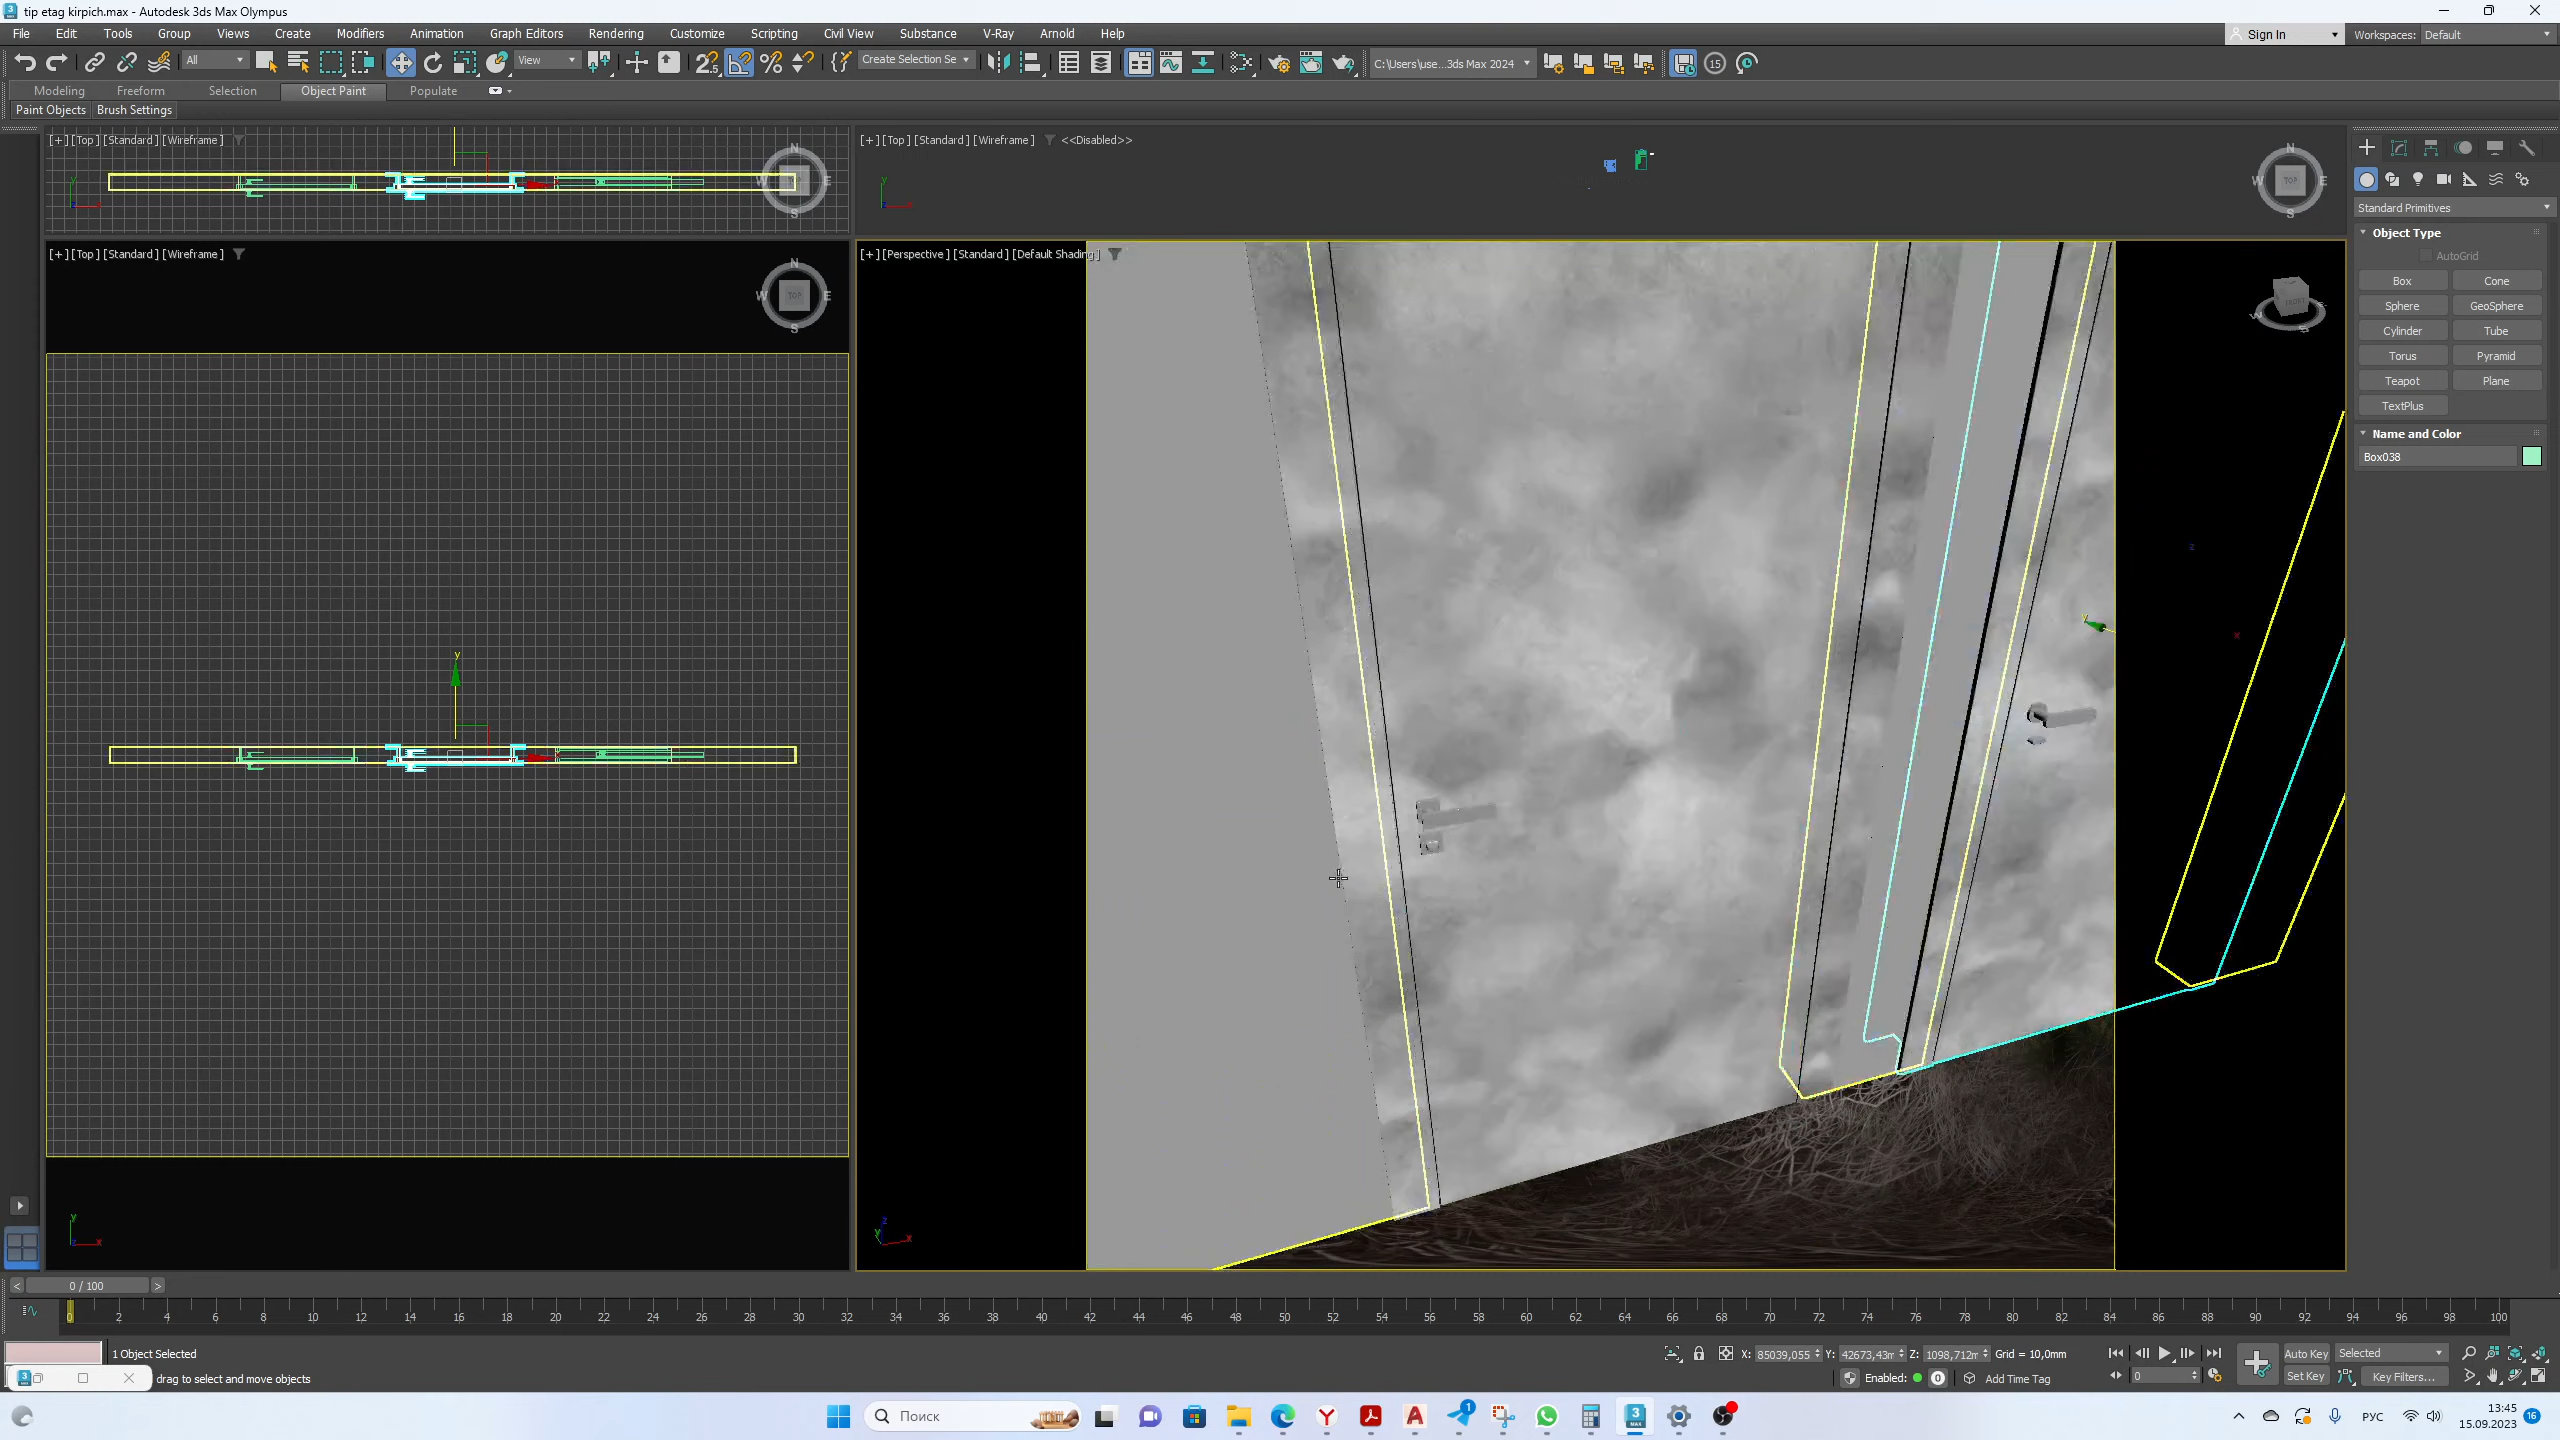 tip etag kirpich.max - Autodesk 3ds Max Olympus
File Edit Tools Group Views Create Modifiers Animation Graph Editors Rendering Customize Scripting Civil View Substance V-Ray Arnold Help
Sign In Workspaces: Default
All View Create Selection Se C:\Users\use...3ds Max 2024 15
Modeling Freeform Selection Object Paint Populate
Paint Objects Brush Settings
[+] [Top] [Standard] [Wireframe] [+] [Top] [Standard] [Wireframe] <<Disabled>>
Standard Primitives
Object Type
[+] [Top] [Standard] [Wireframe] [+] [Perspective] [Standard] [Default Shading]
AutoGrid
Box Cone
Sphere GeoSphere
Cylinder Tube
Torus Pyramid
Teapot Plane
TextPlus
Name and Color
Box038
0 / 100
0 2 4 6 8 10 12 14 16 18 20 22 24 26 28 30 32 34 36 38 40 42 44 46 48 50 52 54 56 58 60 62 64 66 68 70 72 74 76 78 80 82 84 86 88 90 92 94 96 98 100
1 Object Selected X: 85039,055 Y: 42673,43m Z: 1098,712m Grid = 10,0mm Auto Key Selected
drag to select and move objects Enabled: 0 Add Time Tag 0 Set Key Key Filters...
Поиск 1 РУС 13:45
15.09.2023 16